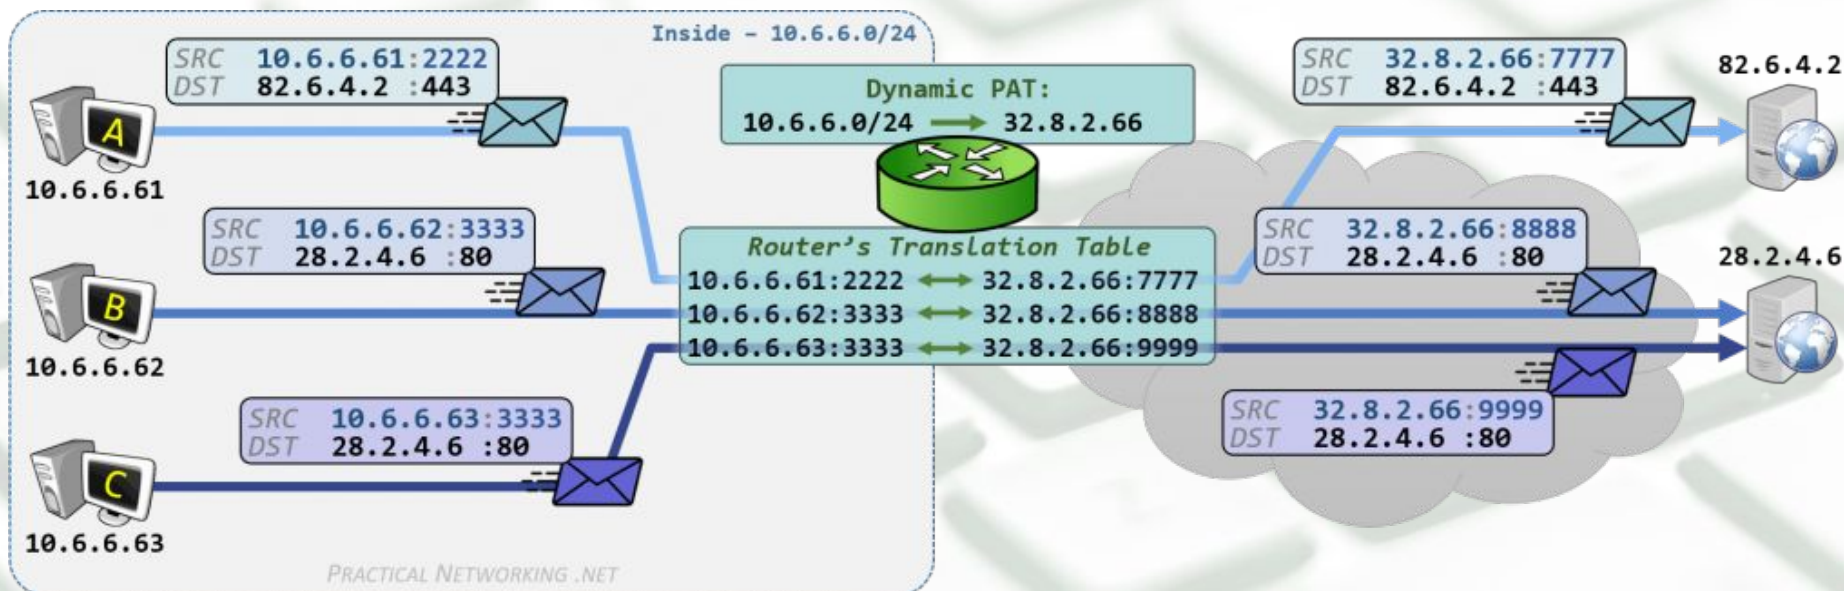 Inside – 10.6.6.0/24
SRC 10.6.6.61:2222
DST 82.6.4.2 :443
A
10.6.6.61
SRC 10.6.6.62:3333
DST 28.2.4.6 :80
B
10.6.6.62
SRC 10.6.6.63:3333
DST 28.2.4.6 :80
C
10.6.6.63
PRACTICAL NETWORKING .NET
Dynamic PAT:
10.6.6.0/24 → 32.8.2.66
Router’s Translation Table
10.6.6.61:2222 ↔ 32.8.2.66:7777
10.6.6.62:3333 ↔ 32.8.2.66:8888
10.6.6.63:3333 ↔ 32.8.2.66:9999
SRC 32.8.2.66:7777
DST 82.6.4.2 :443
82.6.4.2
SRC 32.8.2.66:8888
DST 28.2.4.6 :80
28.2.4.6
SRC 32.8.2.66:9999
DST 28.2.4.6 :80